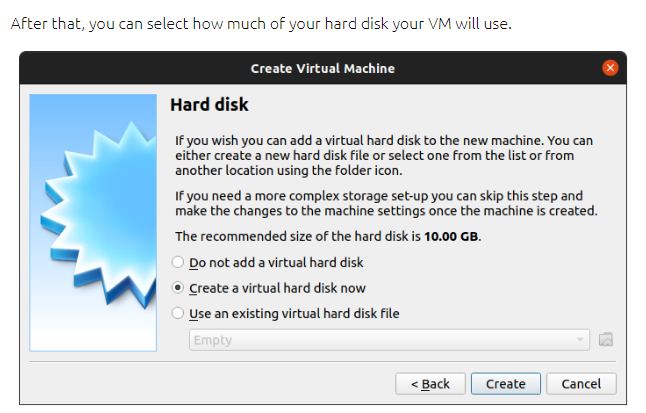 After that, you can select how much of your hard disk your VM will use.
Create Virtual Machine
Hard disk
If you wish you can add a virtual hard disk to the new machine. You can
either create a new hard disk file or select one from the list or from
another location using the folder icon.
If you need a more complex storage set-up you can skip this step and
make the changes to the machine settings once the machine is created.
The recommended size of the hard disk is 10.00 GB.
Do not add a virtual hard disk
Create a virtual hard disk now
Use an existing virtual hard disk file
Empty
< Back Create Cancel